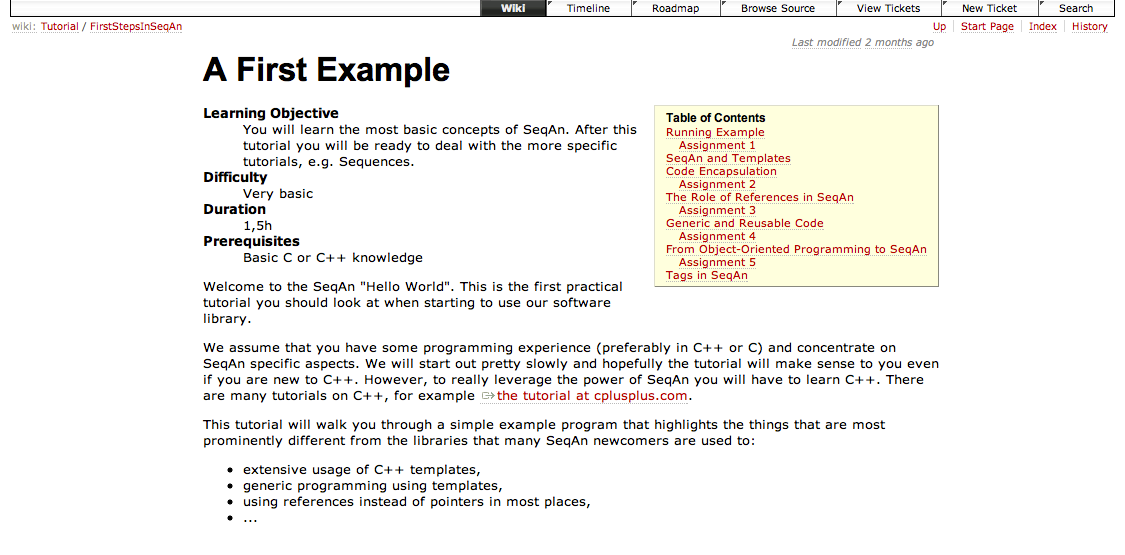 Wiki Timeline Roadmap Browse Source View Tickets New Ticket Search
wiki: Tutorial / FirstStepsInSeqAn
Up Start Page Index History
Last modified 2 months ago
A First Example
Learning Objective
You will learn the most basic concepts of SeqAn. After this
tutorial you will be ready to deal with the more specific
tutorials, e.g. Sequences.
Difficulty
Very basic
Duration
1,5h
Prerequisites
Basic C or C++ knowledge
Table of Contents
Running Example
Assignment 1
SeqAn and Templates
Code Encapsulation
Assignment 2
The Role of References in SeqAn
Assignment 3
Generic and Reusable Code
Assignment 4
From Object-Oriented Programming to SeqAn
Assignment 5
Tags in SeqAn
Welcome to the SeqAn "Hello World". This is the first practical
tutorial you should look at when starting to use our software
library.
We assume that you have some programming experience (preferably in C++ or C) and concentrate on
SeqAn specific aspects. We will start out pretty slowly and hopefully the tutorial will make sense to you even
if you are new to C++. However, to really leverage the power of SeqAn you will have to learn C++. There
are many tutorials on C++, for example the tutorial at cplusplus.com.
This tutorial will walk you through a simple example program that highlights the things that are most
prominently different from the libraries that many SeqAn newcomers are used to:
• extensive usage of C++ templates,
• generic programming using templates,
• using references instead of pointers in most places,
• ...